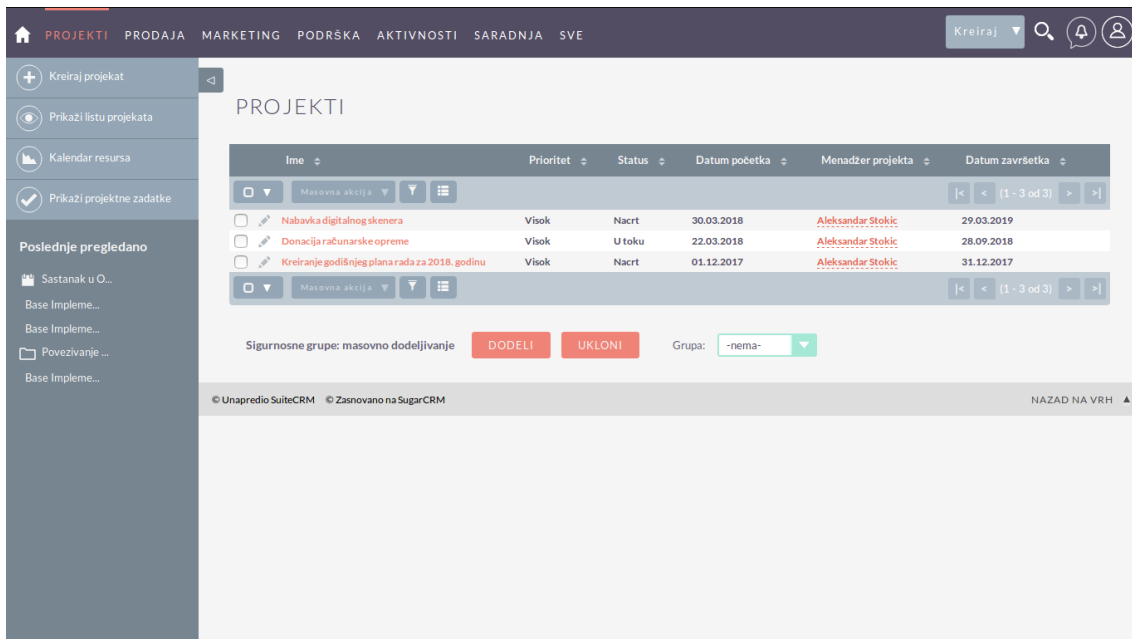 PROJEKTI PRODAJA MARKETING PODRŠKA AKTIVNOSTI SARADNJA SVE Kreiraj
Kreiraj projekat
Prikaži listu projekata
Kalendar resursa
Prikaži projektne zadatke
Poslednje pregledano
Sastanak u O...
Base Impleme...
Base Impleme...
Povezivanje ...
Base Impleme...
PROJEKTI
Ime Prioritet Status Datum početka Menadžer projekta Datum završetka
Masovna akcija (1 - 3 od 3)
Nabavka digitalnog skenera Visok Nacrt 30.03.2018 Aleksandar Stokic 29.03.2019
Donacija računarske opreme Visok U toku 22.03.2018 Aleksandar Stokic 28.09.2018
Kreiranje godišnjeg plana rada za 2018. godinu Visok Nacrt 01.12.2017 Aleksandar Stokic 31.12.2017
Masovna akcija (1 - 3 od 3)
Sigurnosne grupe: masovno dodeljivanje DODELI UKLONI Grupa: -nema-
© Unapredio SuiteCRM © Zasnovano na SugarCRM NAZAD NA VRH